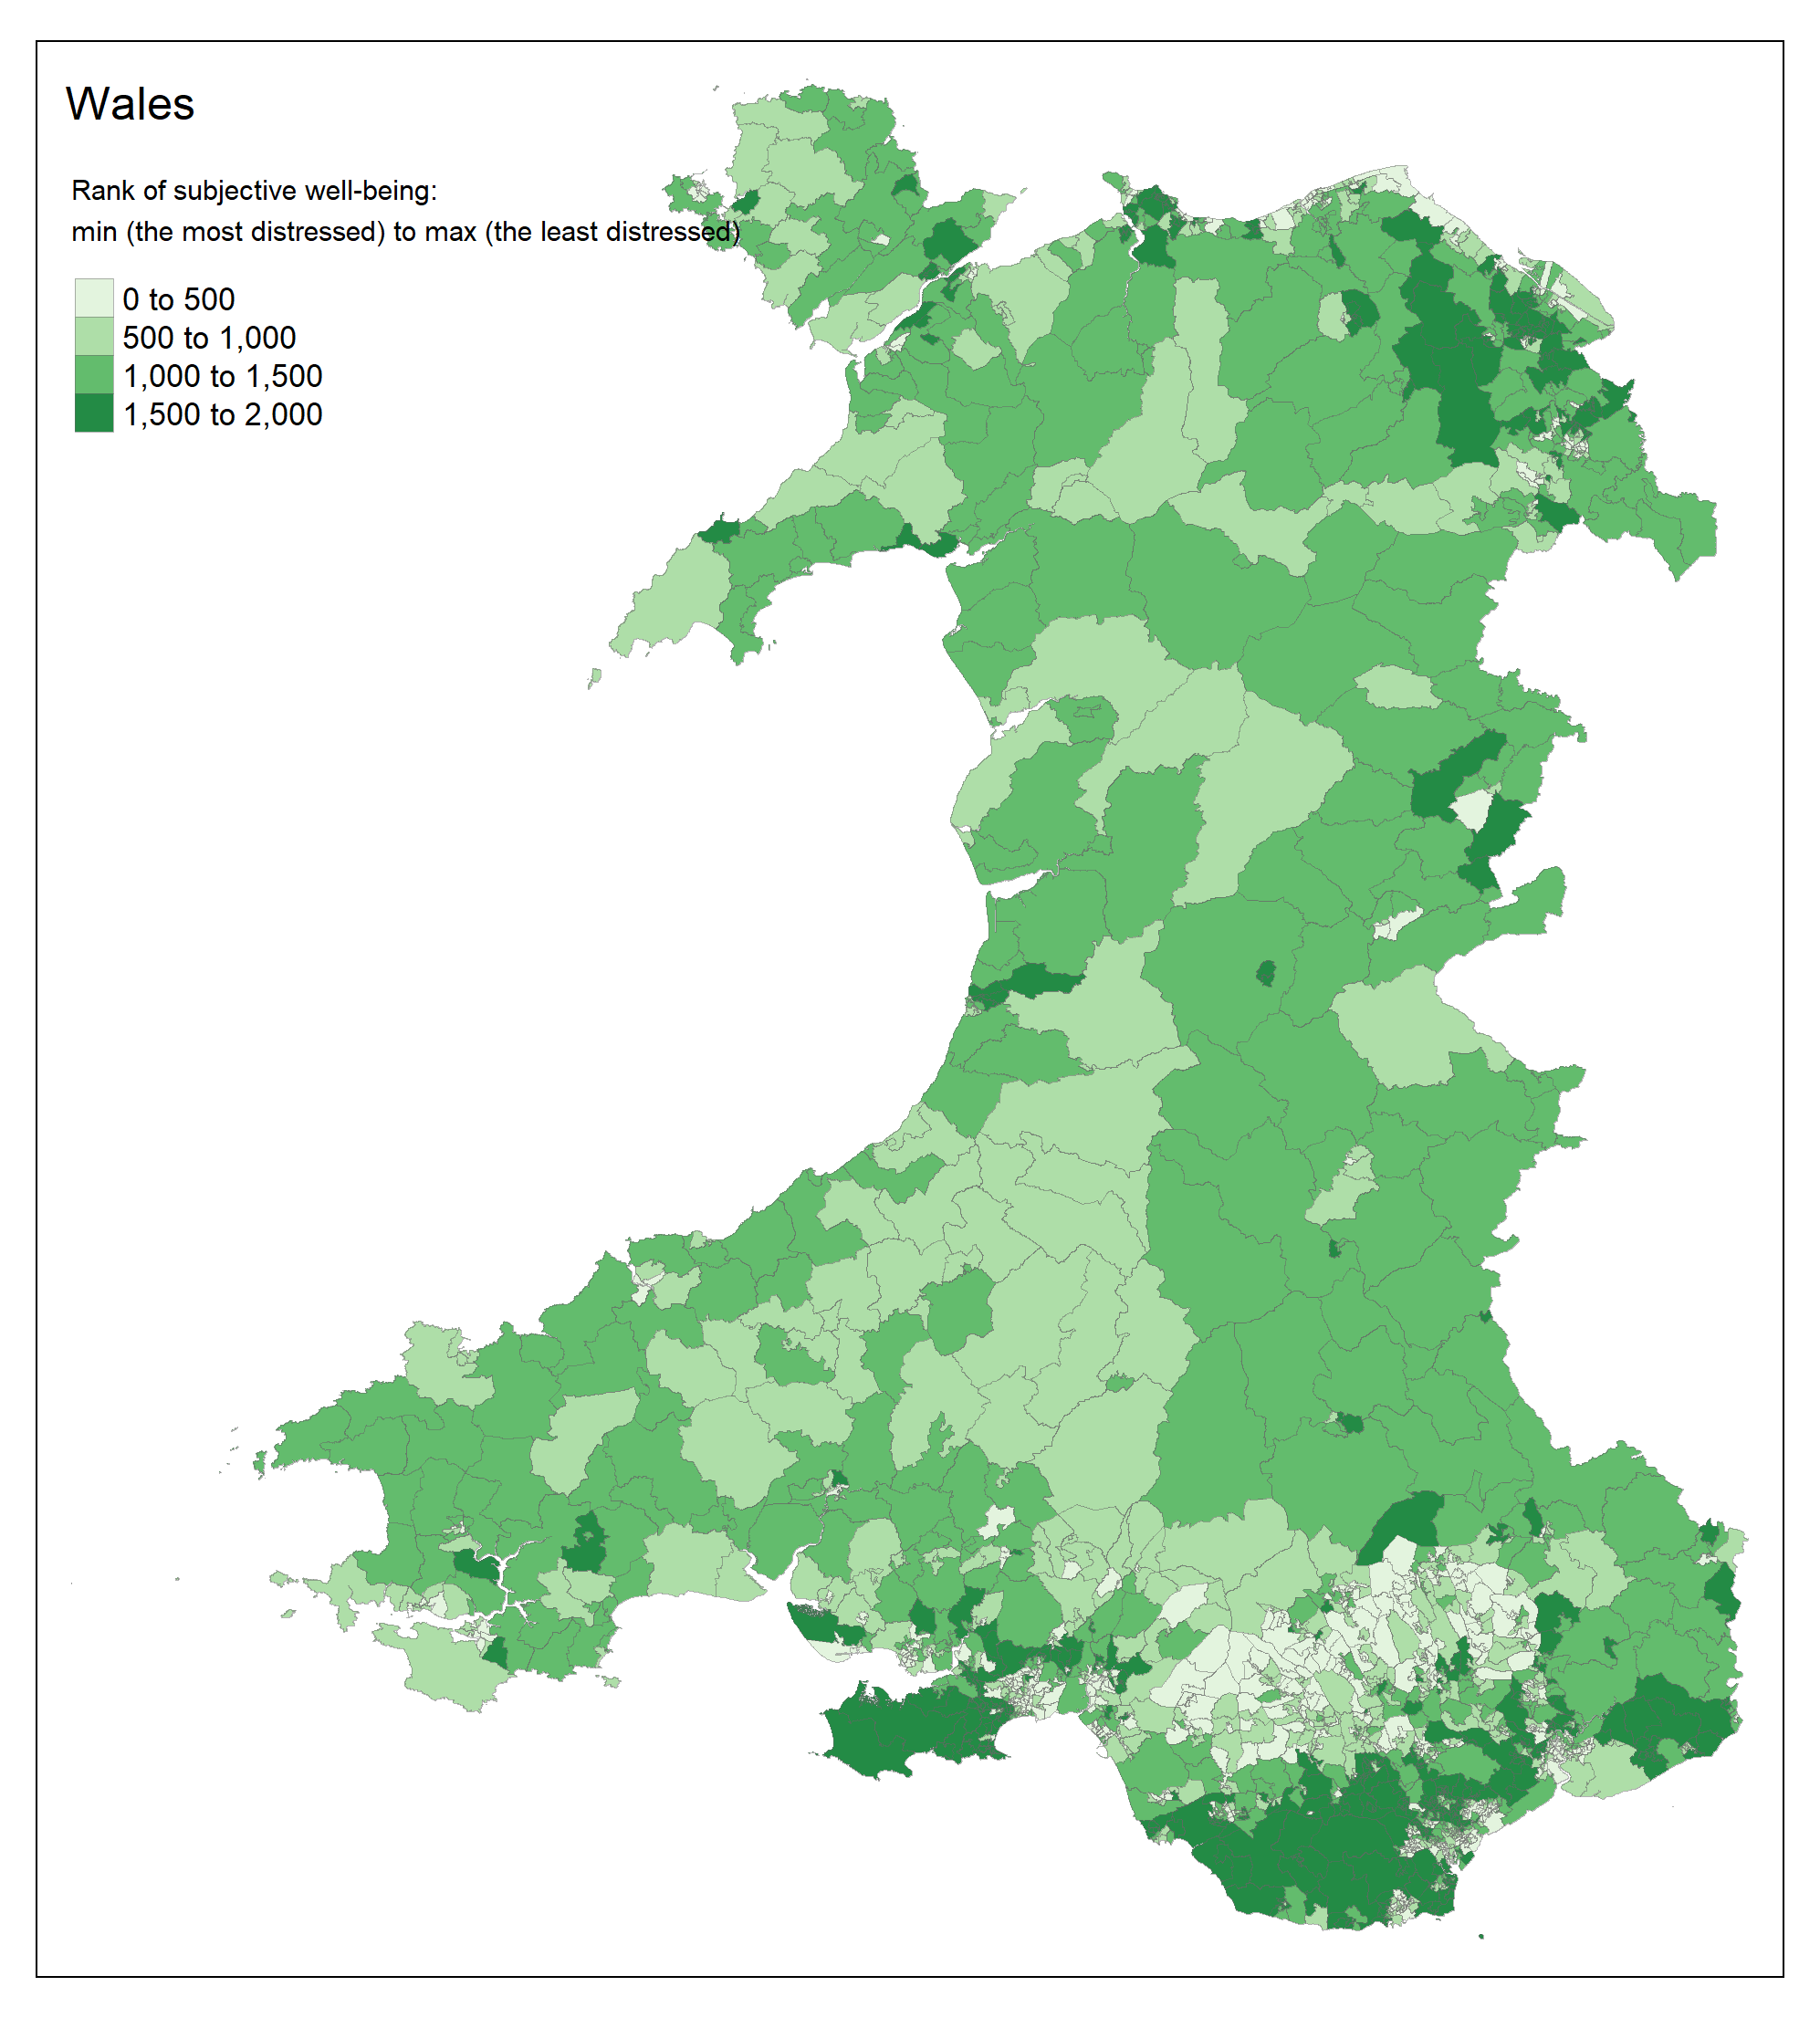 Wales
Rank of subjective well-being:
min (the most distressed) to max (the least distressed)
0 to 500
500 to 1,000
1,000 to 1,500
1,500 to 2,000